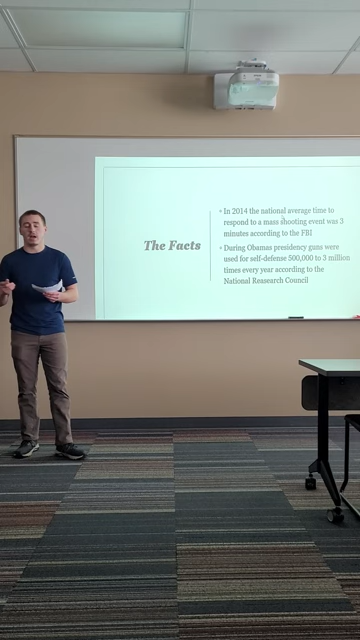 The Facts
• In 2014 the national average time to
respond to a mass shooting event was 3
minutes according to the FBI
• During Obamas presidency guns were
used for self-defense 500,000 to 3 million
times every year according to the
National Reasearch Council